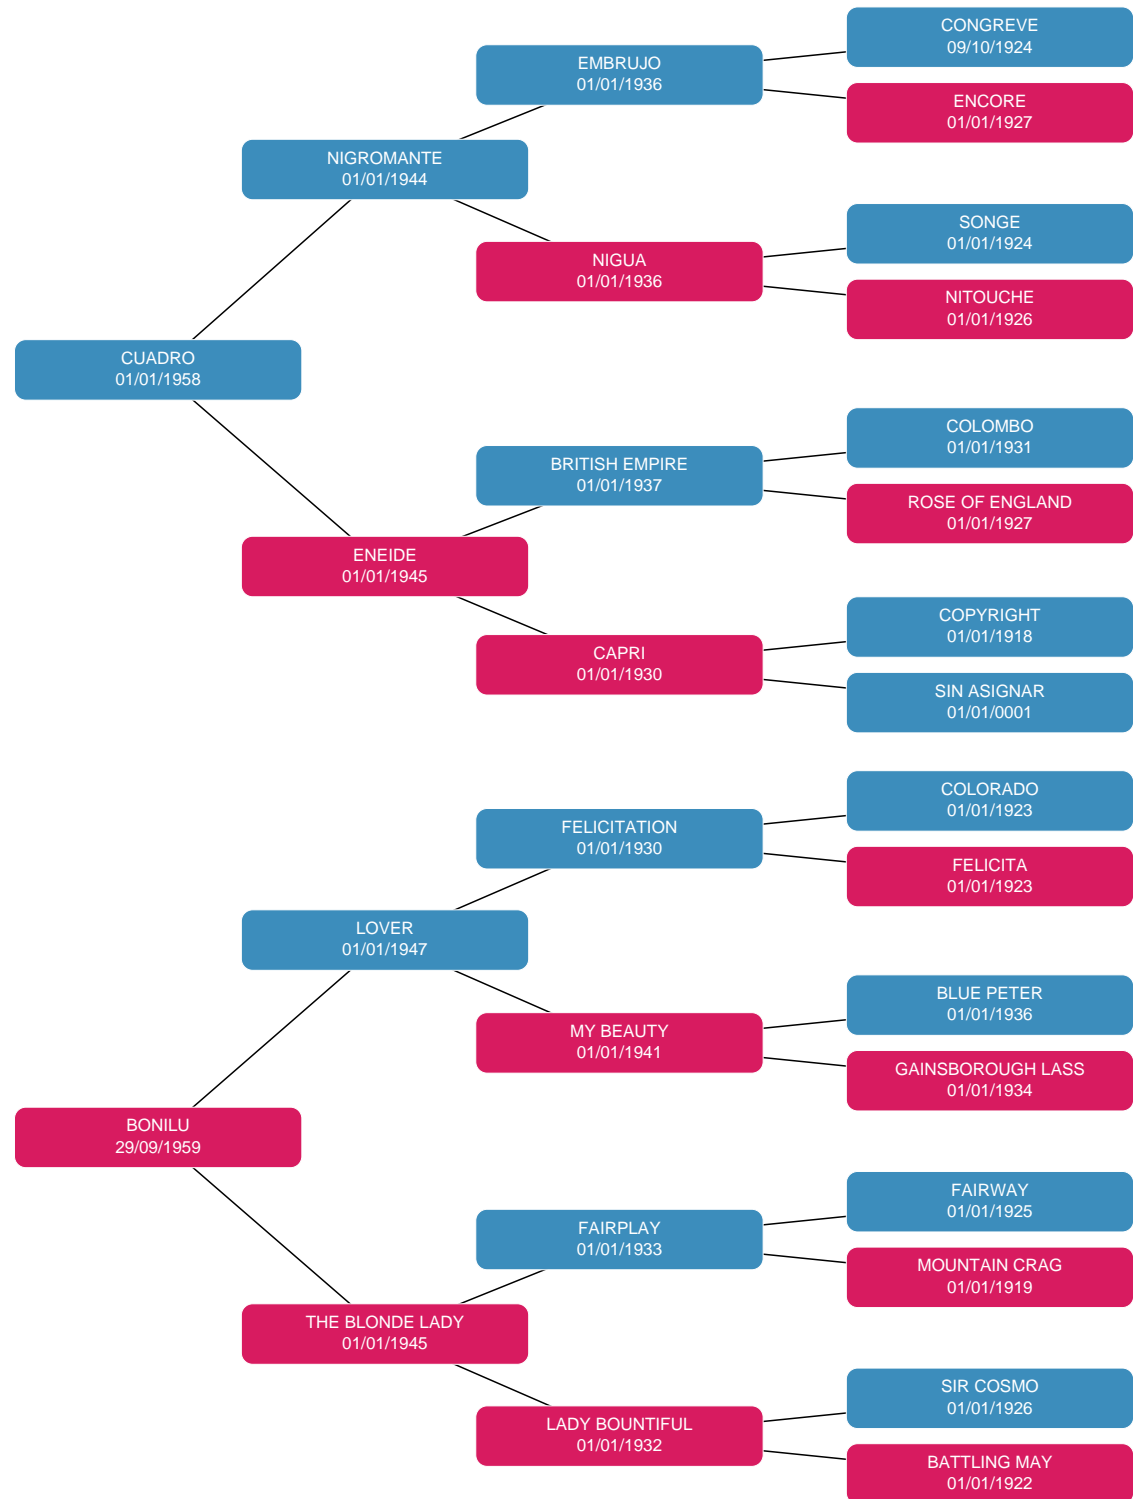 CONGREVE
09/10/1924
EMBRUJO
01/01/1936
ENCORE
01/01/1927
NIGROMANTE
01/01/1944
SONGE
01/01/1924
NIGUA
01/01/1936
NITOUCHE
01/01/1926
CUADRO
01/01/1958
COLOMBO
01/01/1931
BRITISH EMPIRE
01/01/1937
ROSE OF ENGLAND
01/01/1927
ENEIDE
01/01/1945
COPYRIGHT
01/01/1918
CAPRI
01/01/1930
SIN ASIGNAR
01/01/0001
COLORADO
01/01/1923
FELICITATION
01/01/1930
FELICITA
01/01/1923
LOVER
01/01/1947
BLUE PETER
01/01/1936
MY BEAUTY
01/01/1941
GAINSBOROUGH LASS
01/01/1934
BONILU
29/09/1959
FAIRWAY
01/01/1925
FAIRPLAY
01/01/1933
MOUNTAIN CRAG
01/01/1919
THE BLONDE LADY
01/01/1945
SIR COSMO
01/01/1926
LADY BOUNTIFUL
01/01/1932
BATTLING MAY
01/01/1922